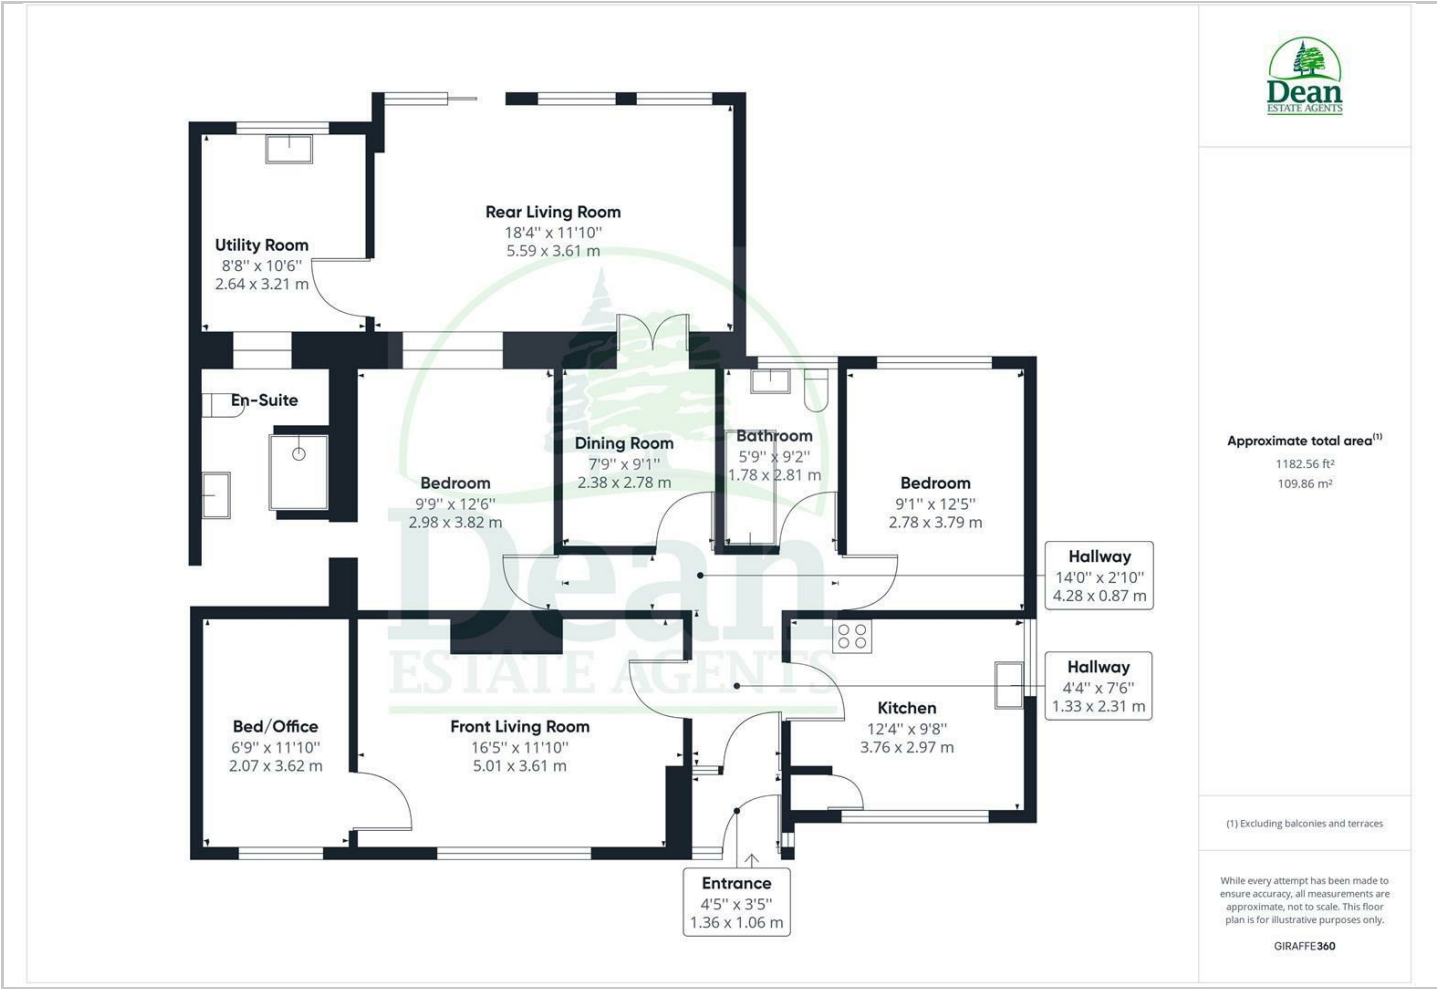 Dean
ESTATE AGENTS
Rear Living Room
18'4" x 11'10"
5.59 x 3.61 m
Utility Room
8'8" x 10'6"
2.64 x 3.21 m
En-Suite
Bedroom
9'9" x 12'6"
2.98 x 3.82 m
Dining Room
7'9" x 9'1"
2.38 x 2.78 m
Bathroom
5'9" x 9'2"
1.78 x 2.81 m
Bedroom
9'1" x 12'5"
2.78 x 3.79 m
Hallway
14'0" x 2'10"
4.28 x 0.87 m
Hallway
4'4" x 7'6"
1.33 x 2.31 m
Kitchen
12'4" x 9'8"
3.76 x 2.97 m
Bed/Office
6'9" x 11'10"
2.07 x 3.62 m
Front Living Room
16'5" x 11'10"
5.01 x 3.61 m
Entrance
4'5" x 3'5"
1.36 x 1.06 m
Dean
ESTATE AGENTS
Approximate total area(1)
1182.56 ft²
109.86 m²
(1) Excluding balconies and terraces
While every attempt has been made to
ensure accuracy, all measurements are
approximate, not to scale. This floor
plan is for illustrative purposes only.
GIRAFFE360